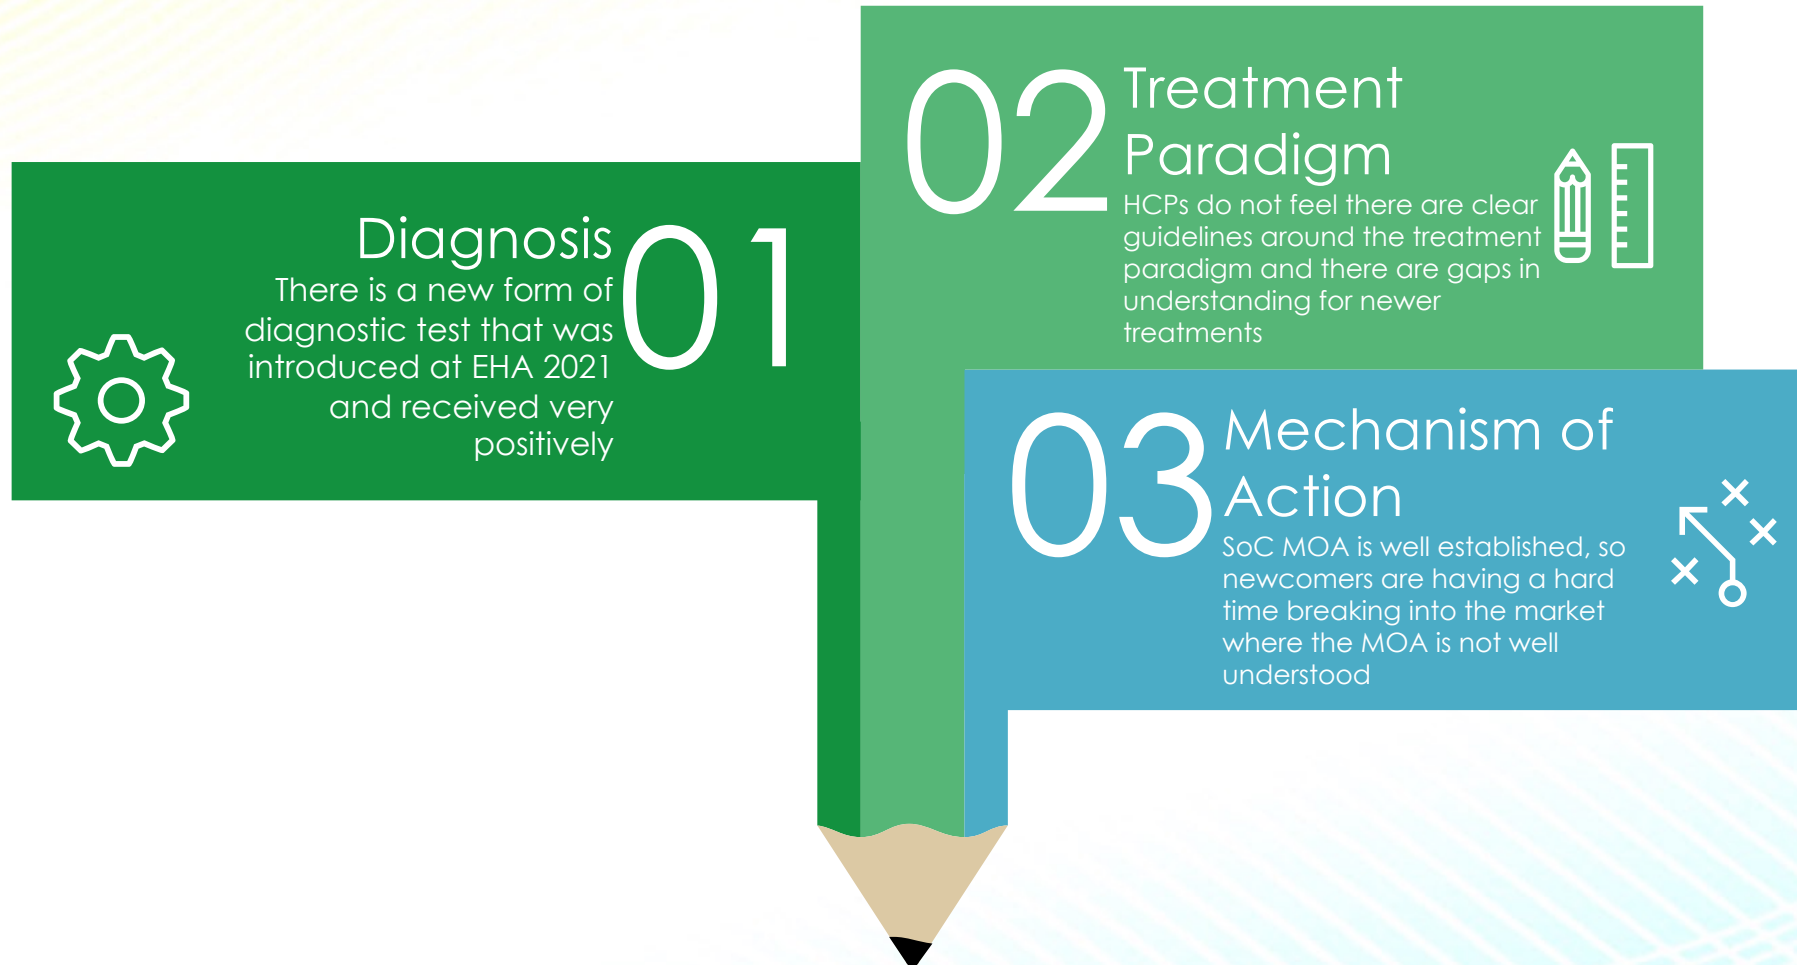 01
Diagnosis
There is a new form of
diagnostic test that was
introduced at EHA 2021
and received very
positively
02
Treatment
Paradigm
HCPs do not feel there are clear
guidelines around the treatment
paradigm and there are gaps in
understanding for newer
treatments
03
Mechanism of
Action
SoC MOA is well established, so
newcomers are having a hard
time breaking into the market
where the MOA is not well
understood